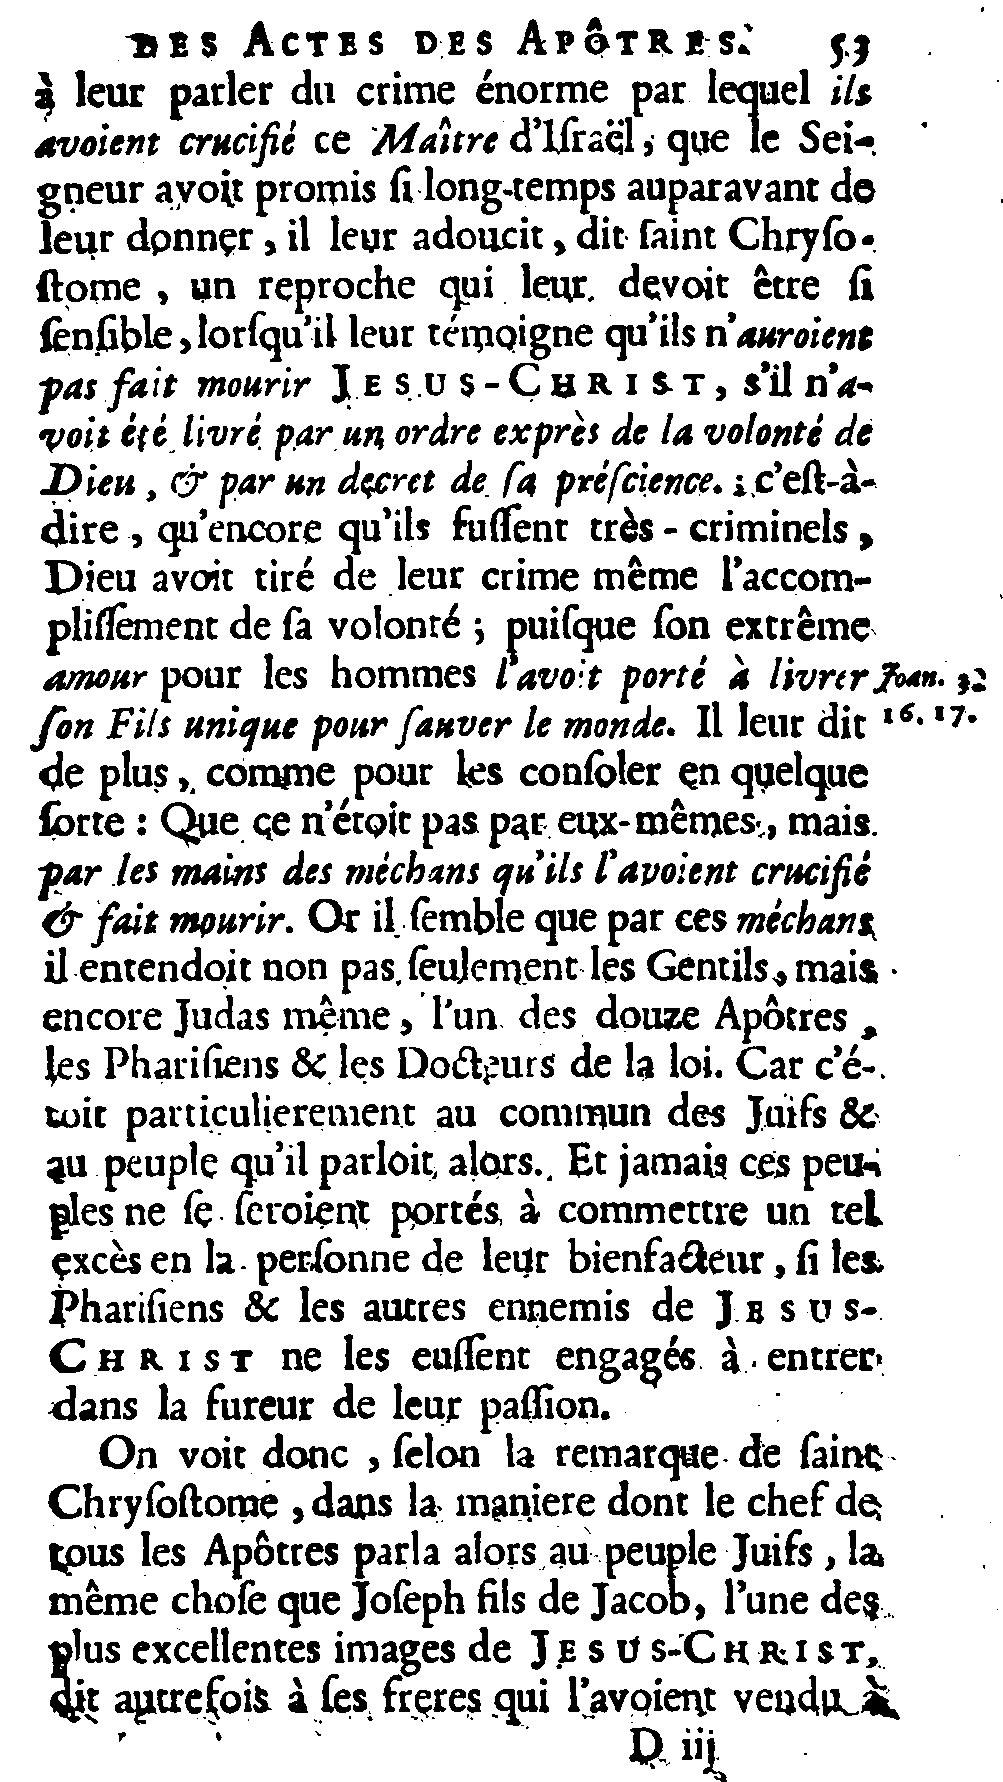 DES ACTES DES APÔTRES. 53
à leur parler du crime énorme par lequel ils
avoient crucifié ce Maître d'Iſraël, que le Sei-
gneur avoit promis ſi long-temps auparavant de
leur donner, il leur adoucit, dit ſaint Chryſo-
ſtome, un reproche qui leur devoit être ſi
ſenſible, lorſqu'il leur témoigne qu'ils n'auroient
pas fait mourir JESUS-CHRIST, s'il n'a-
voit été livré par un ordre exprès de la volonté de
Dieu, & par un decret de ſa préſcience. ; c'eſt-à-
dire, qu'encore qu'ils fuſſent très-criminels,
Dieu avoit tiré de leur crime même l'accom-
pliſſement de ſa volonté ; puiſque ſon extrême
amour pour les hommes l'avoit porté à livrer
ſon Fils unique pour ſauver le monde. Il leur dit
Joan. 3.
16. 17.
de plus, comme pour les conſoler en quelque
ſorte : Que ce n'étoit pas par eux-mêmes, mais
par les mains des méchans qu'ils l'avoient crucifié
& fait mourir. Or il ſemble que par ces méchans
il entendoit non pas ſeulement les Gentils, mais
encore Judas même, l'un des douze Apôtres,
les Phariſiens & les Docteurs de la loi. Car c'é-
toit particulierement au commun des Juifs &
au peuple qu'il parloit alors. Et jamais ces peu-
ples ne ſe ſeroient portés à commettre un tel
excès en la perſonne de leur bienfacteur, ſi les
Phariſiens & les autres ennemis de JESUS-
CHRIST ne les euſſent engagés à entrer
dans la fureur de leur paſſion.
On voit donc, ſelon la remarque de ſaint
Chryſoſtome, dans la maniere dont le chef de
tous les Apôtres parla alors au peuple Juifs, la
même choſe que Joſeph fils de Jacob, l'une des
plus excellentes images de JESUS-CHRIST,
dit autrefois à ſes freres qui l'avoient vendu à
D iij